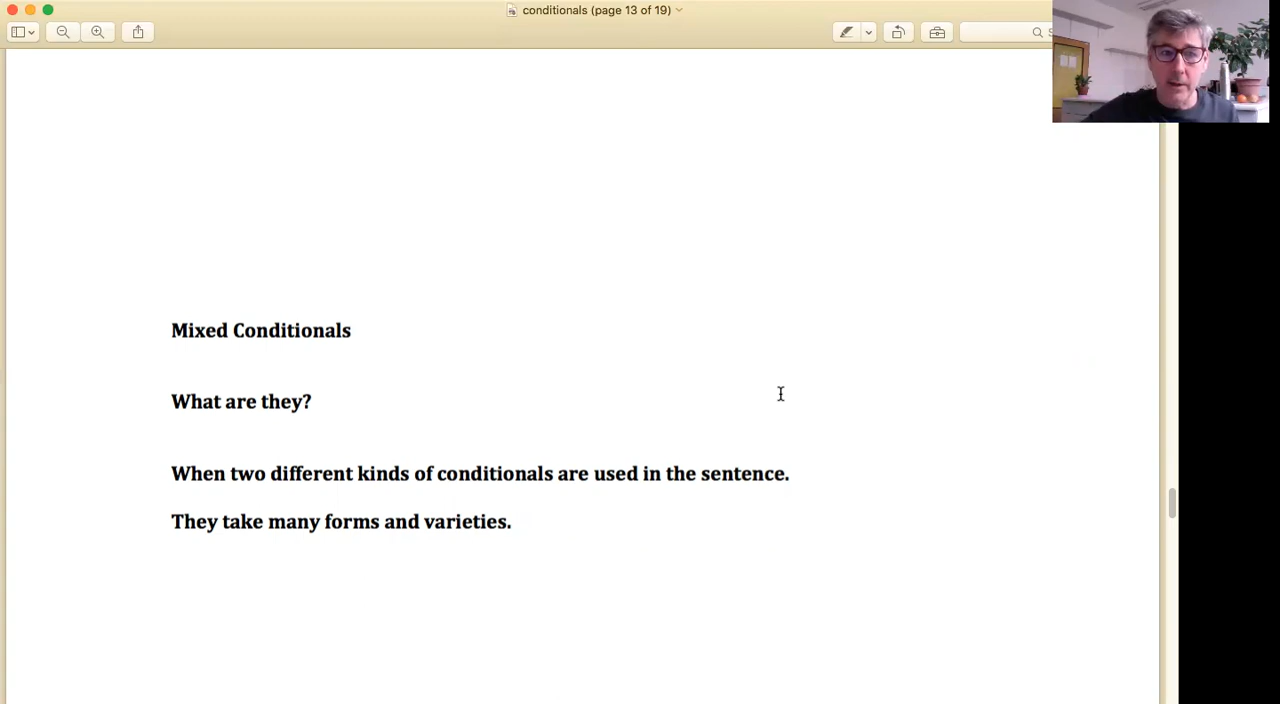 conditionals (page 13 of 19)
Mixed Conditionals
What are they?
When two different kinds of conditionals are used in the sentence.
They take many forms and varieties.